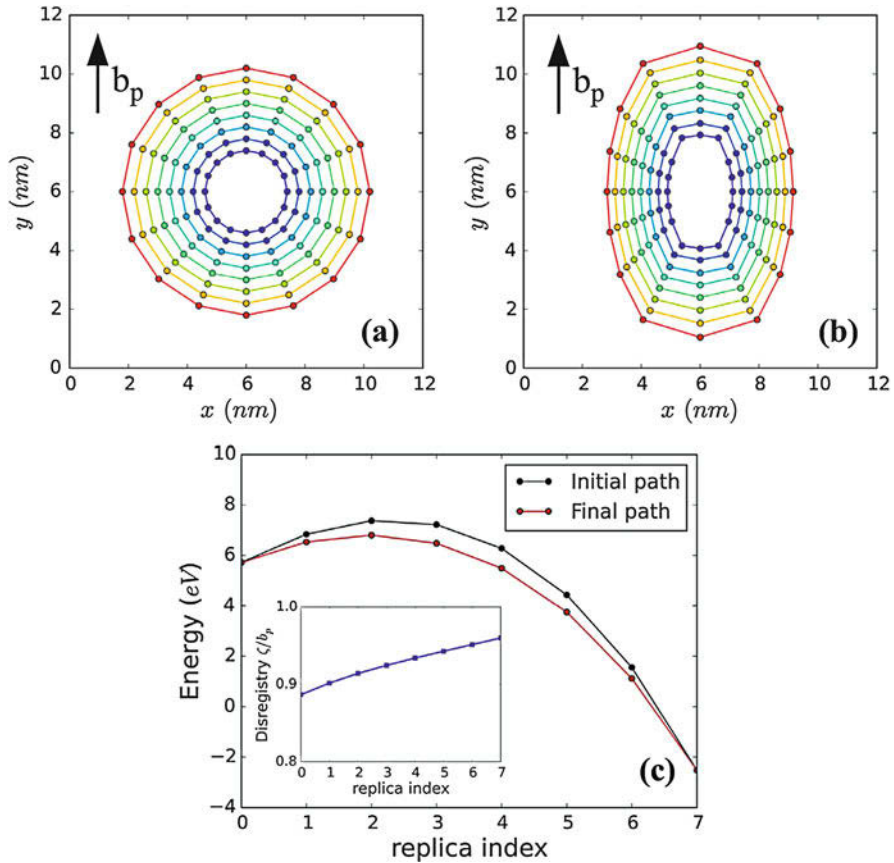 12
10
8
6
4
2
0
y (nm)
b_p
(a)
0 2 4 6 8 10 12
x (nm)
12
10
8
6
4
2
0
y (nm)
b_p
(b)
0 2 4 6 8 10 12
x (nm)
10
8
6
4
2
0
−2
−4
Energy (eV)
Initial path
Final path
1.0
0.9
0.8
Disregistry ζ/b_p
0 1 2 3 4 5 6 7
replica index
(c)
0 1 2 3 4 5 6 7
replica index